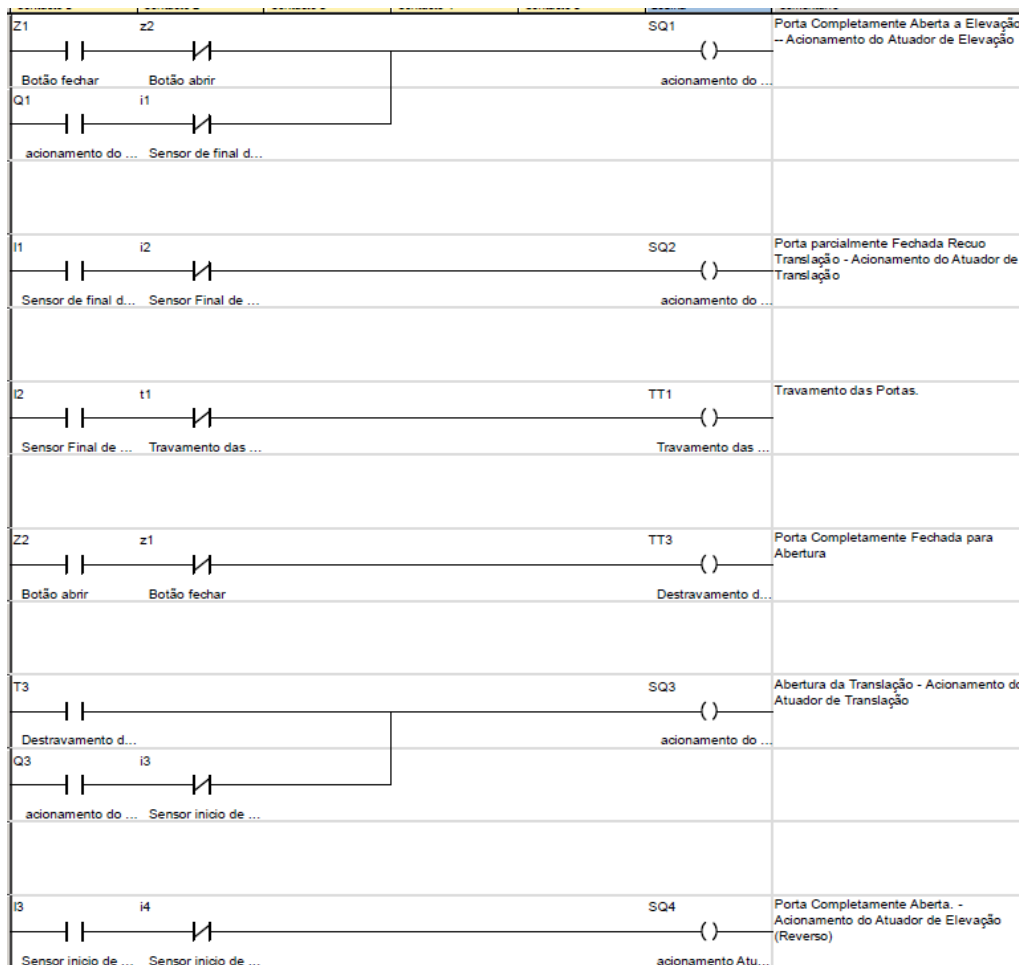 Z1 z2 SQ1 Porta Completamente Aberta a Elevação
-- Acionamento do Atuador de Elevação
Botão fechar Botão abrir acionamento do ...
Q1 i1
acionamento do ... Sensor de final d...
I1 i2 SQ2 Porta parcialmente Fechada Recuo
Translação - Acionamento do Atuador de
Translação
Sensor de final d... Sensor Final de ... acionamento do ...
I2 t1 TT1 Travamento das Portas.
Sensor Final de ... Travamento das ... Travamento das ...
Z2 z1 TT3 Porta Completamente Fechada para
Abertura
Botão abrir Botão fechar Destravamento d...
T3 SQ3 Abertura da Translação - Acionamento do
Atuador de Translação
Destravamento d... acionamento do ...
Q3 i3
acionamento do ... Sensor inicio de ...
I3 i4 SQ4 Porta Completamente Aberta. -
Acionamento do Atuador de Elevação
(Reverso)
Sensor inicio de ... Sensor inicio de ... acionamento Atu...